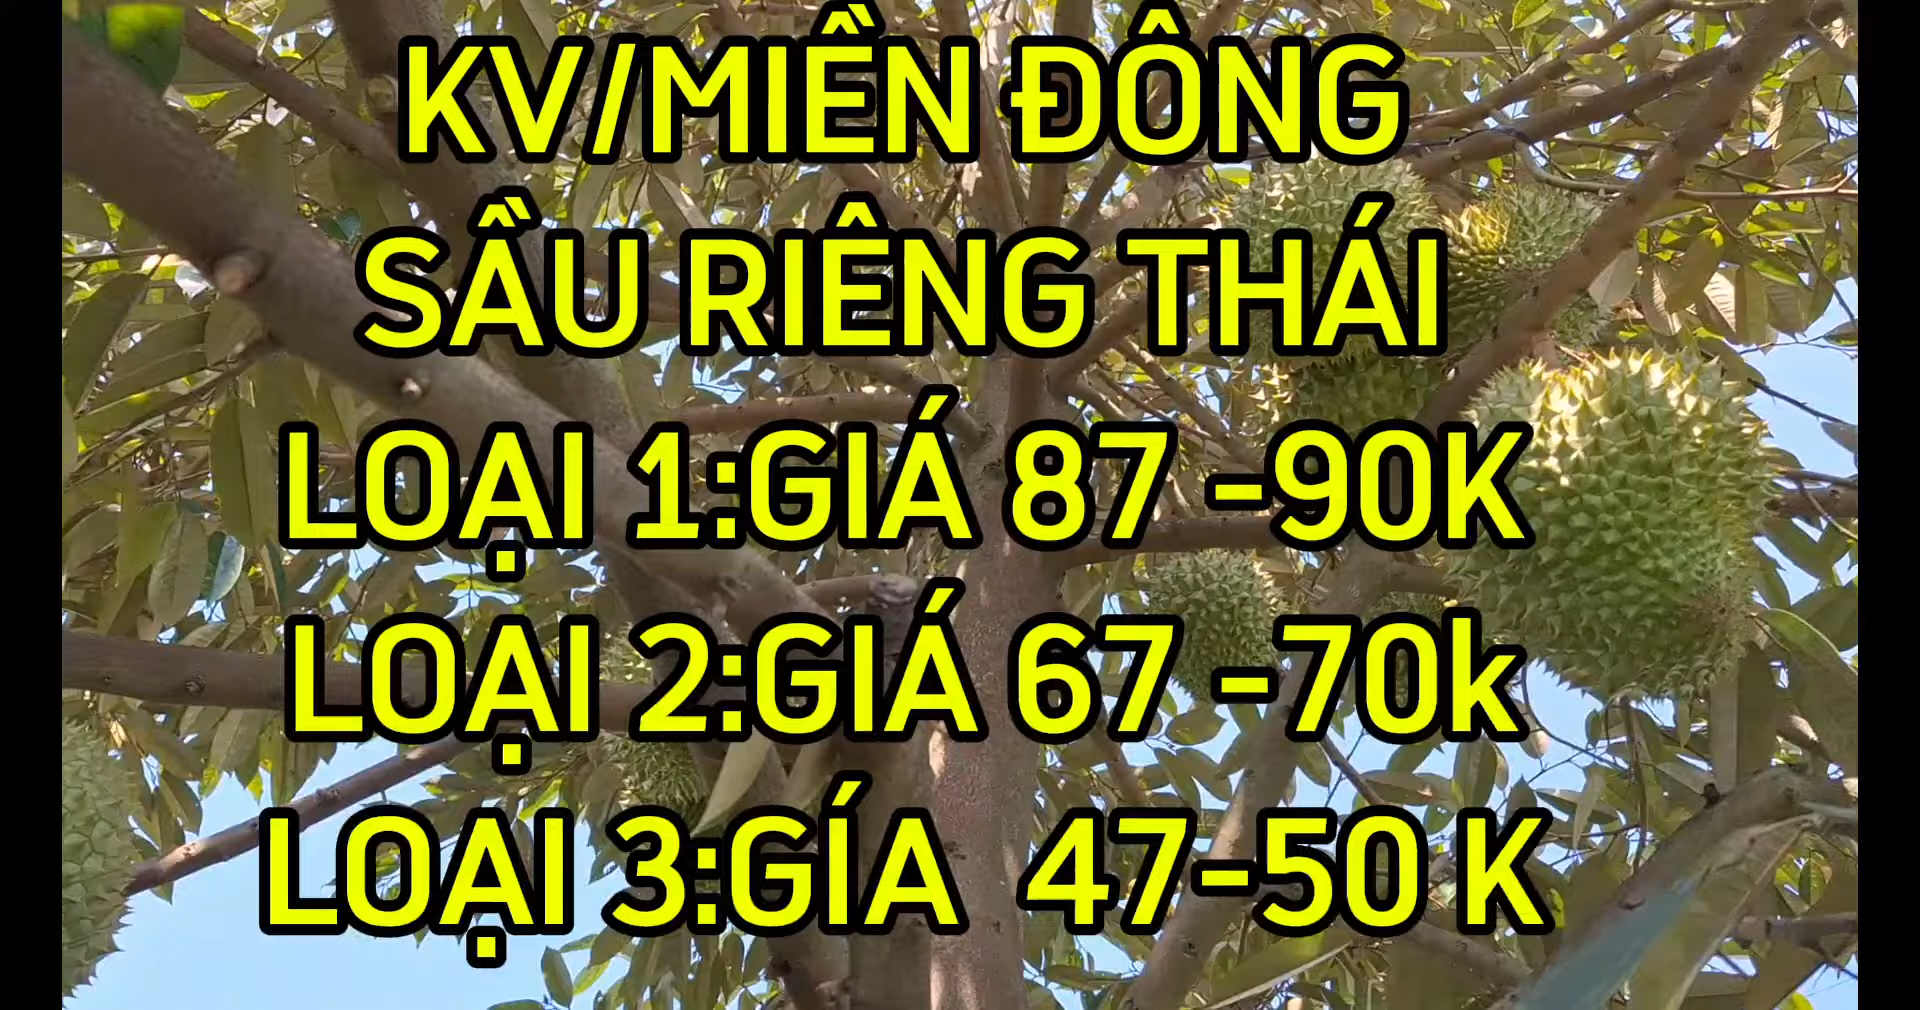 KV/MIỀN ĐÔNG
SẦU RIÊNG THÁI
LOẠI 1:GIÁ 87 -90K
LOẠI 2:GIÁ 67 -70k
LOẠI 3:GÍA 47-50 K